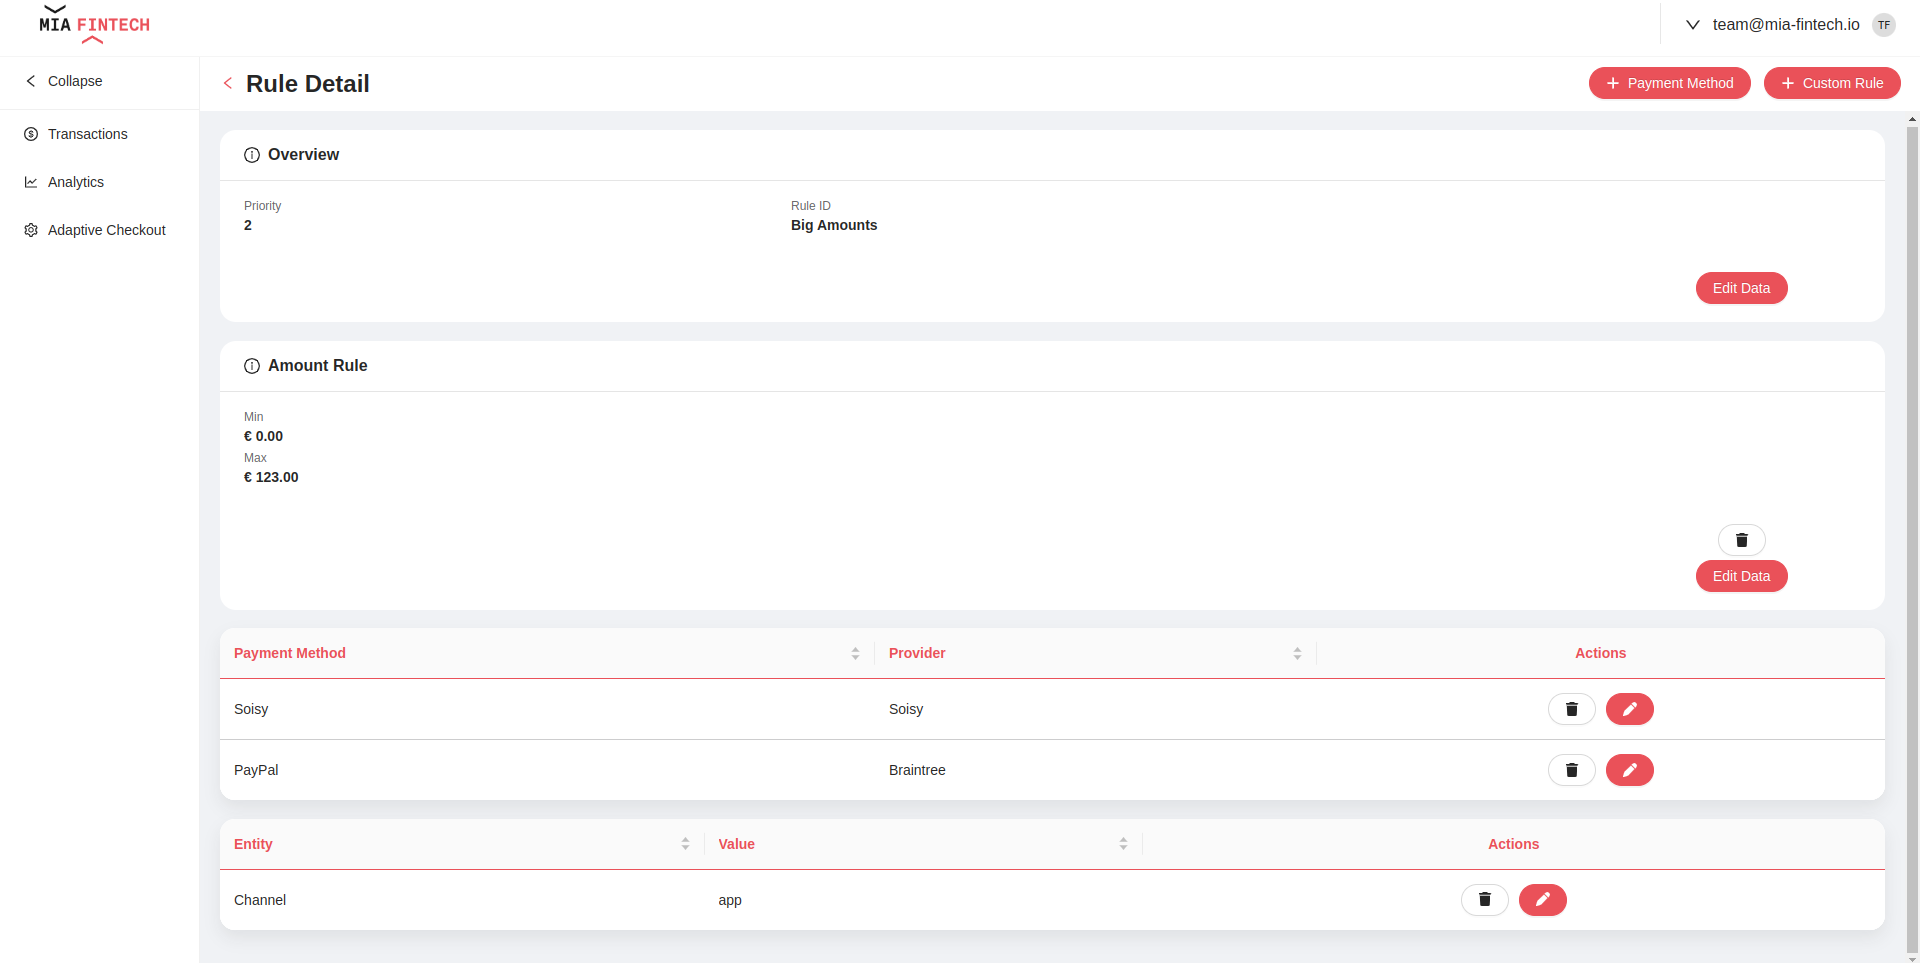 MIA FINTECH
team@mia-fintech.io
TF
Collapse
Transactions
Analytics
Adaptive Checkout
Rule Detail
Payment Method
Custom Rule
Overview
Priority
2
Rule ID
Big Amounts
Edit Data
Amount Rule
Min
€ 0.00
Max
€ 123.00
Edit Data
Payment Method Provider Actions
Soisy Soisy
PayPal Braintree
Entity Value Actions
Channel app